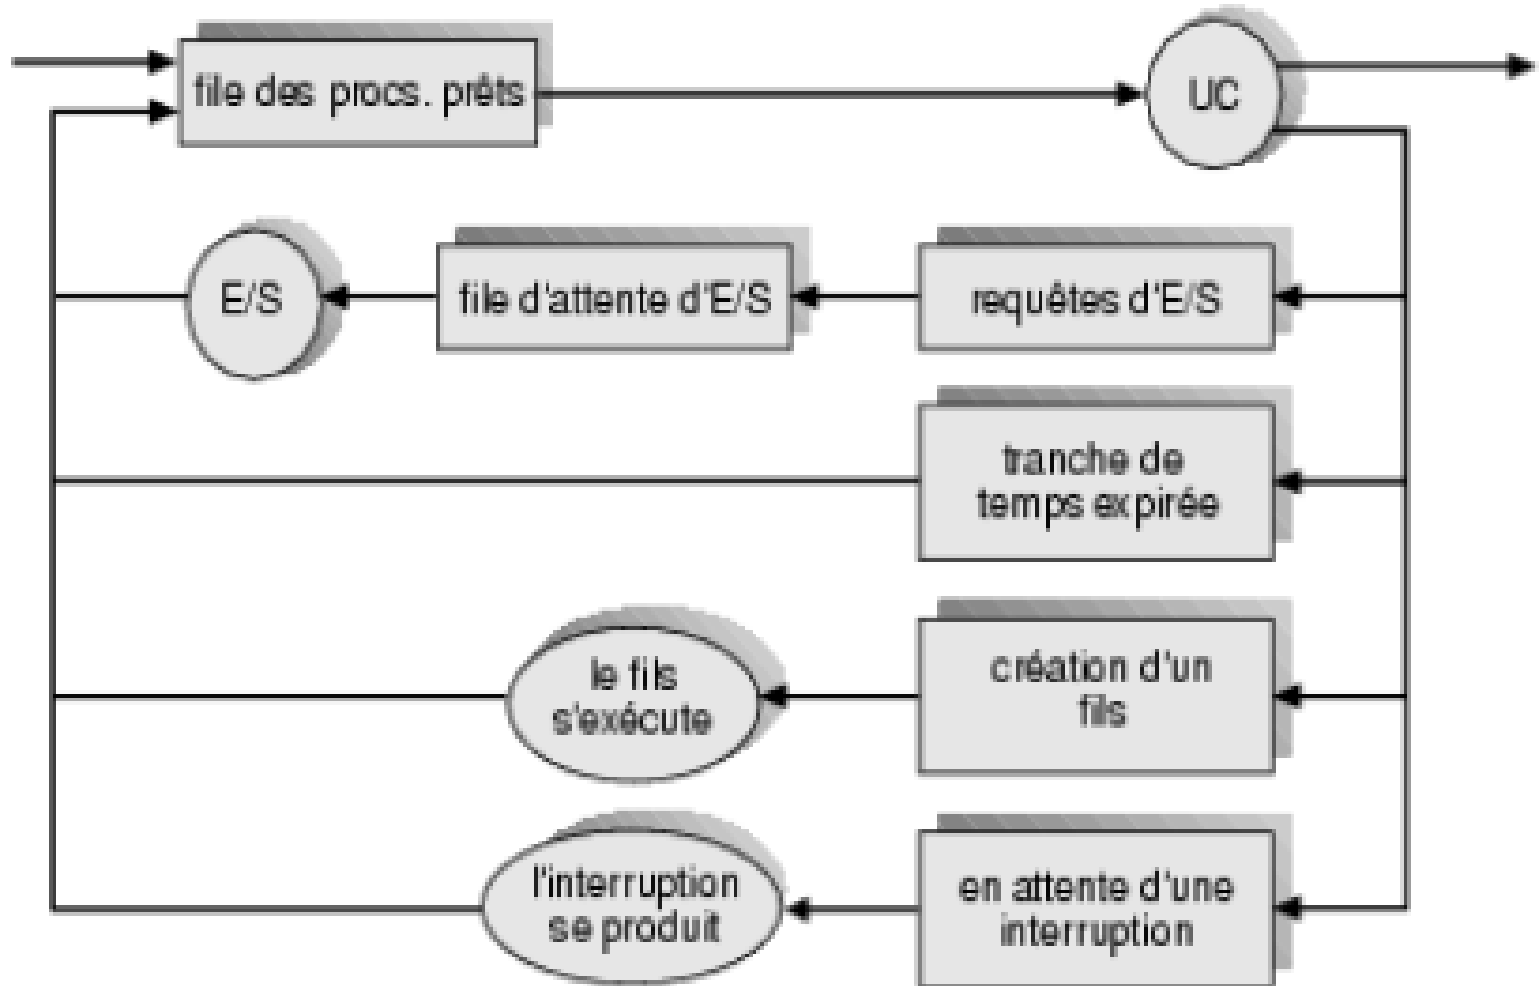 file des procs. prêts
UC
E/S
file d'attente d'E/S
requêtes d'E/S
tranche de
temps expirée
le fils
s'exécute
création d'un
fils
l'interruption
se produit
en attente d'une
interruption